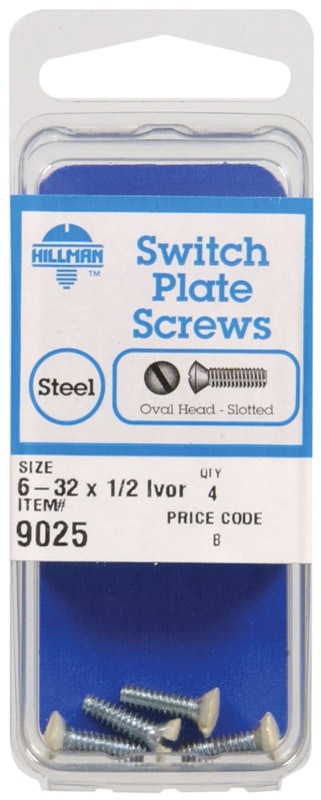 HILLMAN
TM
Switch
Plate
Screws
Steel
Oval Head - Slotted
SIZE
6-32 x 1/2 Ivor
QTY
4
ITEM#
9025
PRICE CODE
B